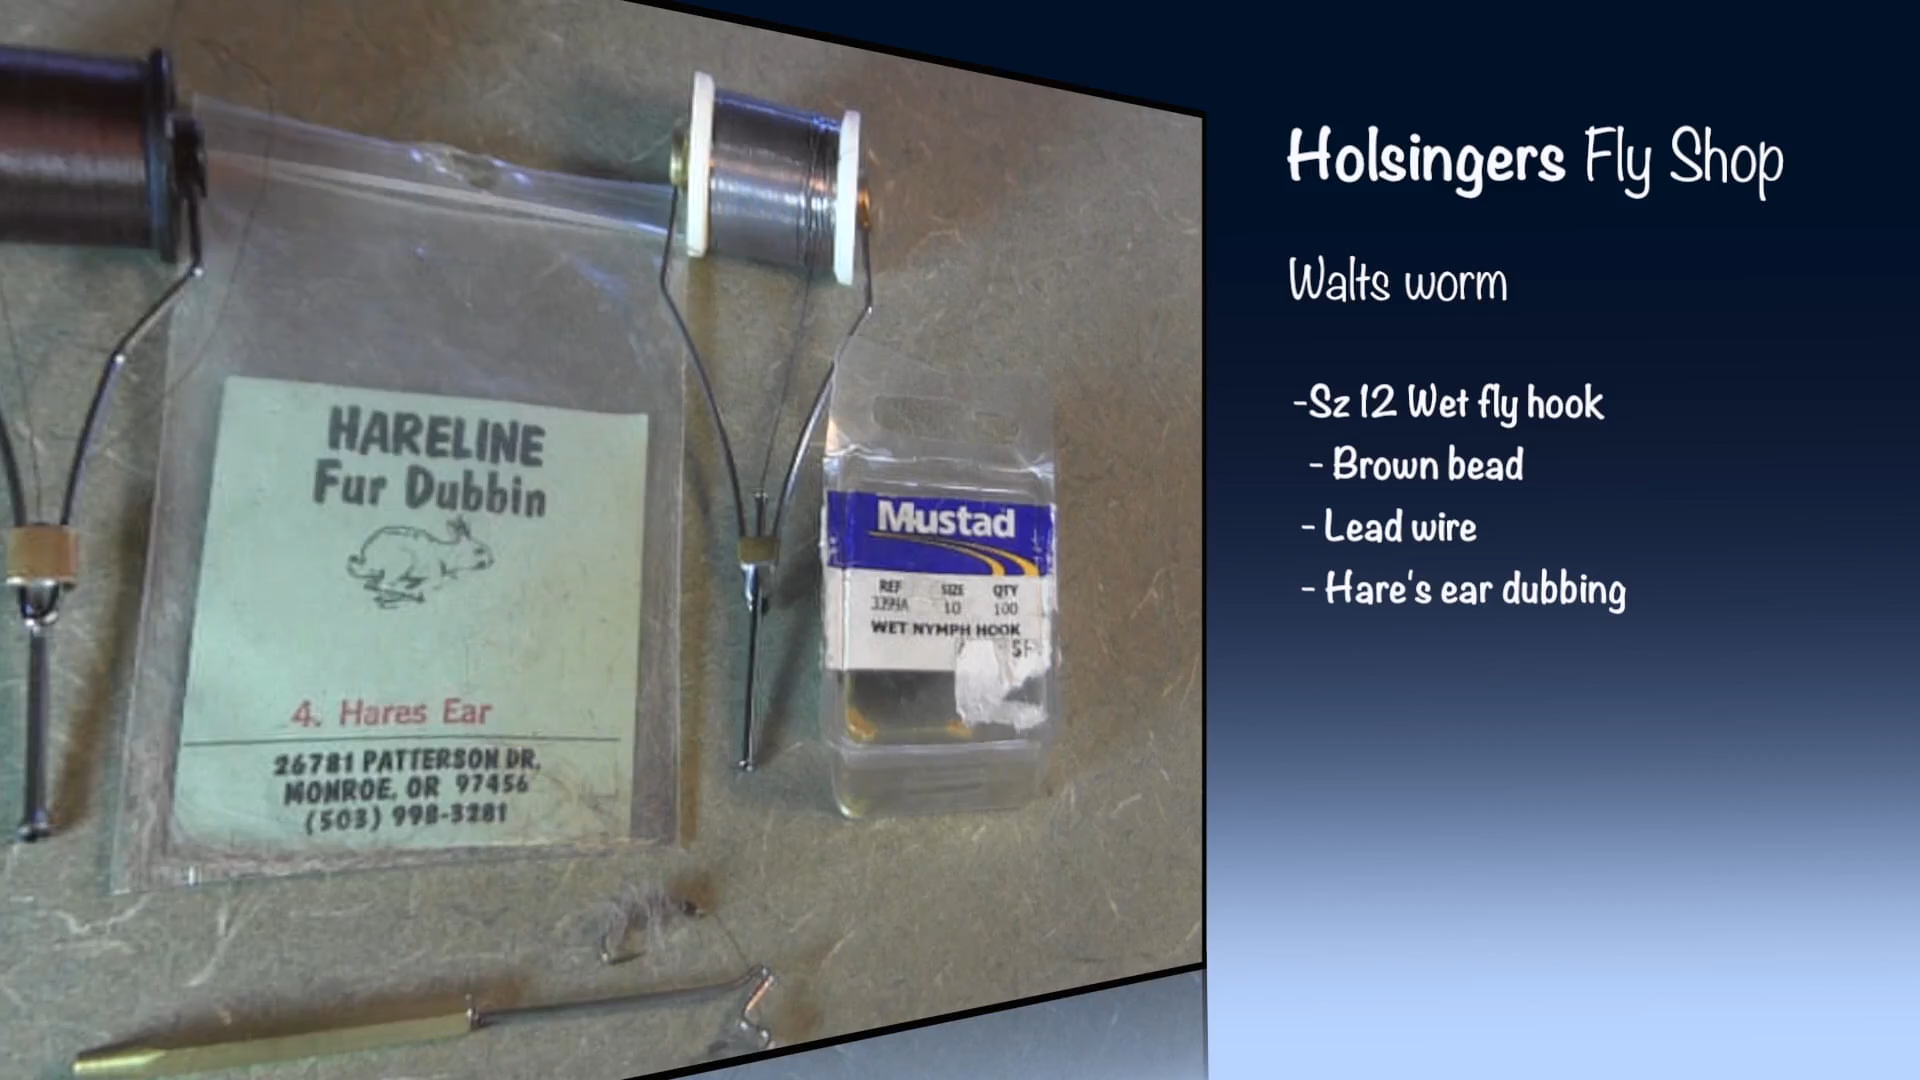 HARELINE
Fur Dubbin
4. Hares Ear
26781 PATTERSON DR.
MONROE, OR 97456
(503) 998-3281
Mustad
REF SIZE QTY
3399A 10 100
WET NYMPH HOOK
Holsingers Fly Shop
Walts worm
-Sz 12 Wet fly hook
- Brown bead
- Lead wire
- Hare's ear dubbing